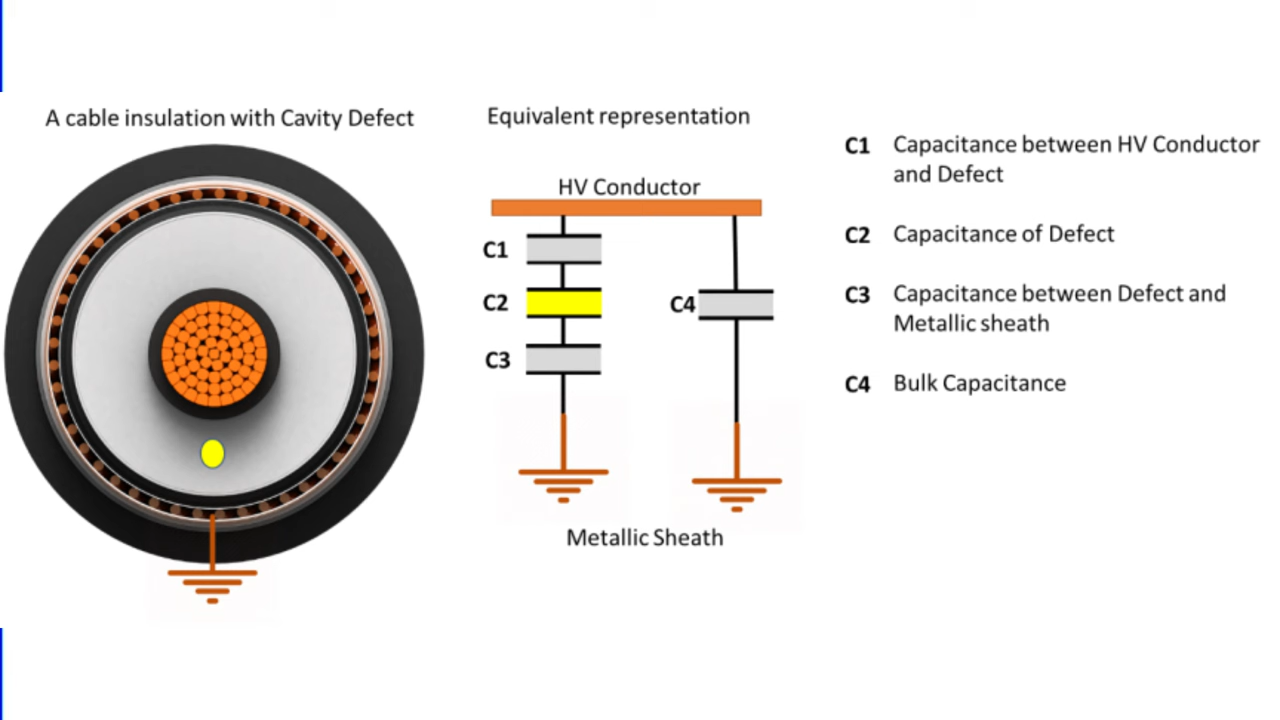 A cable insulation with Cavity Defect
Equivalent representation
HV Conductor
C1
C2
C3
C4
Metallic Sheath
C1 Capacitance between HV Conductor
and Defect
C2 Capacitance of Defect
C3 Capacitance between Defect and
Metallic sheath
C4 Bulk Capacitance